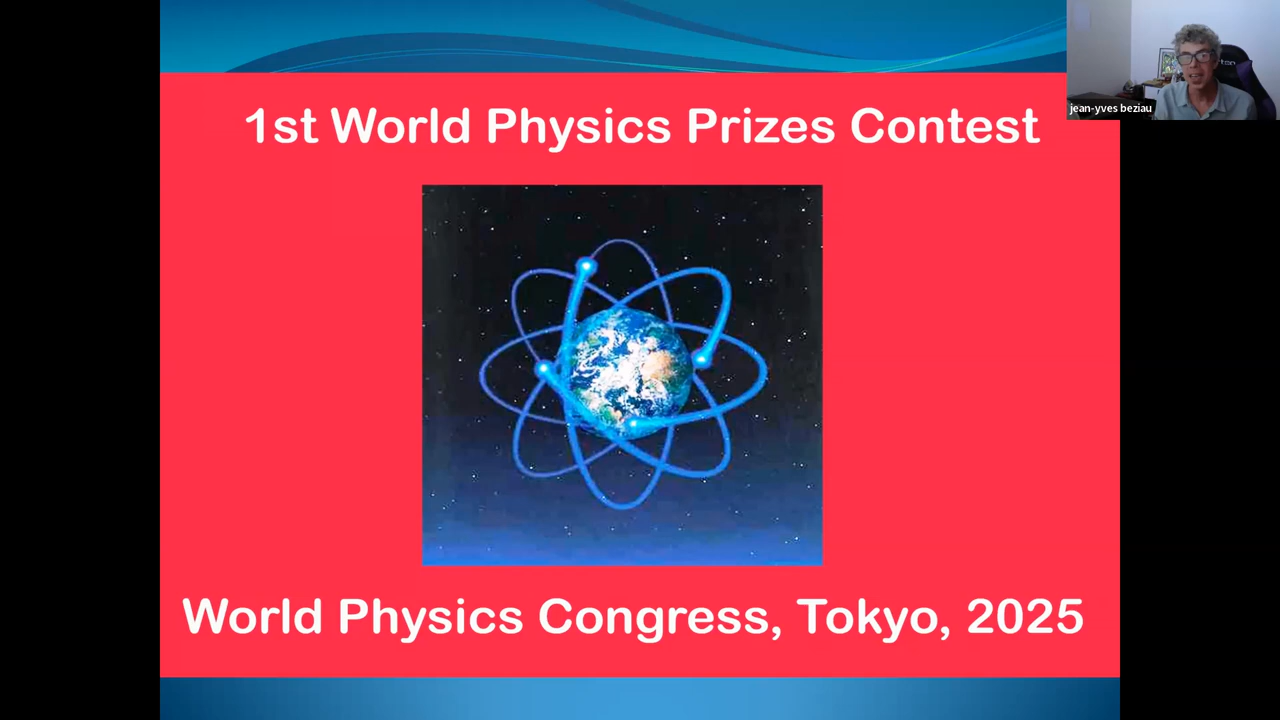 1st World Physics Prizes Contest
jean-yves beziau
World Physics Congress, Tokyo, 2025